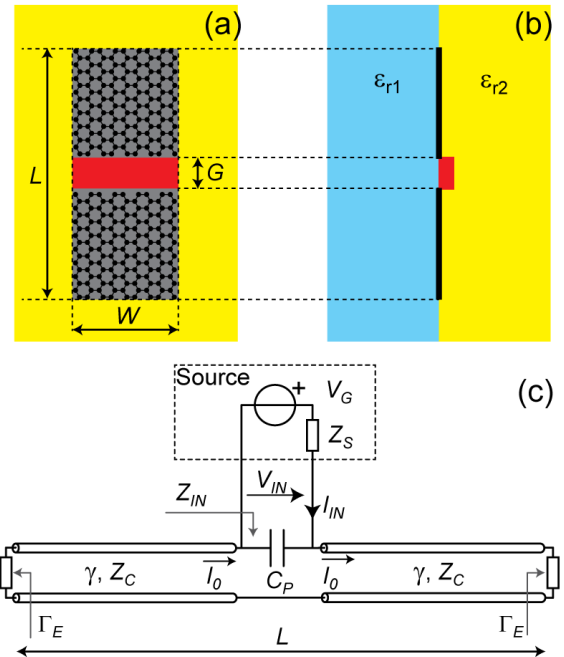 (a)
(b)
εr1
εr2
L
G
W
(c)
Source
+
VG
ZS
VIN
ZIN
IIN
γ, ZC
I0
CP
I0
γ, ZC
ΓE
ΓE
L